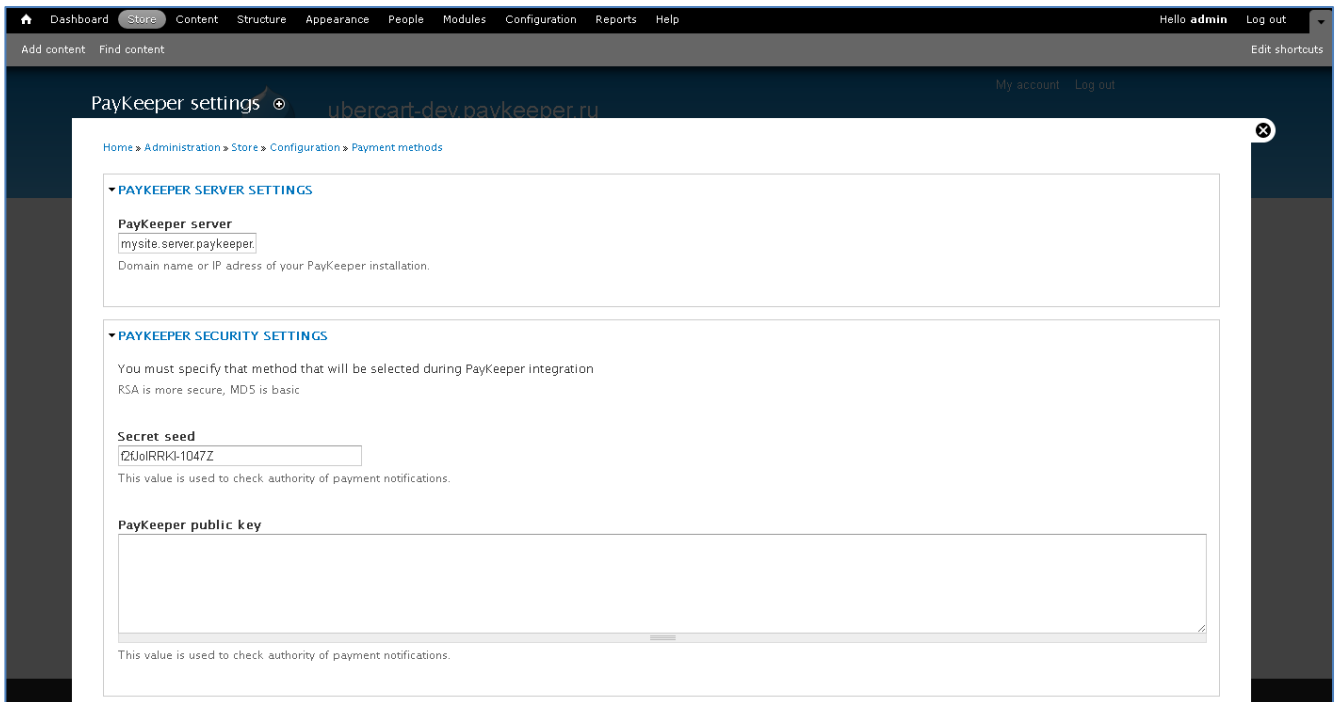 Dashboard Store Content Structure Appearance People Modules Configuration Reports Help Hello admin Log out
Add content Find content Edit shortcuts
My account Log out
PayKeeper settings
ubercart-dev.paykeeper.ru
Home » Administration » Store » Configuration » Payment methods
PAYKEEPER SERVER SETTINGS
PayKeeper server
mysite.server.paykeeper.
Domain name or IP adress of your PayKeeper installation.
PAYKEEPER SECURITY SETTINGS
You must specify that method that will be selected during PayKeeper integration
RSA is more secure, MD5 is basic
Secret seed
This value is used to check authority of payment notifications.
PayKeeper public key
This value is used to check authority of payment notifications.